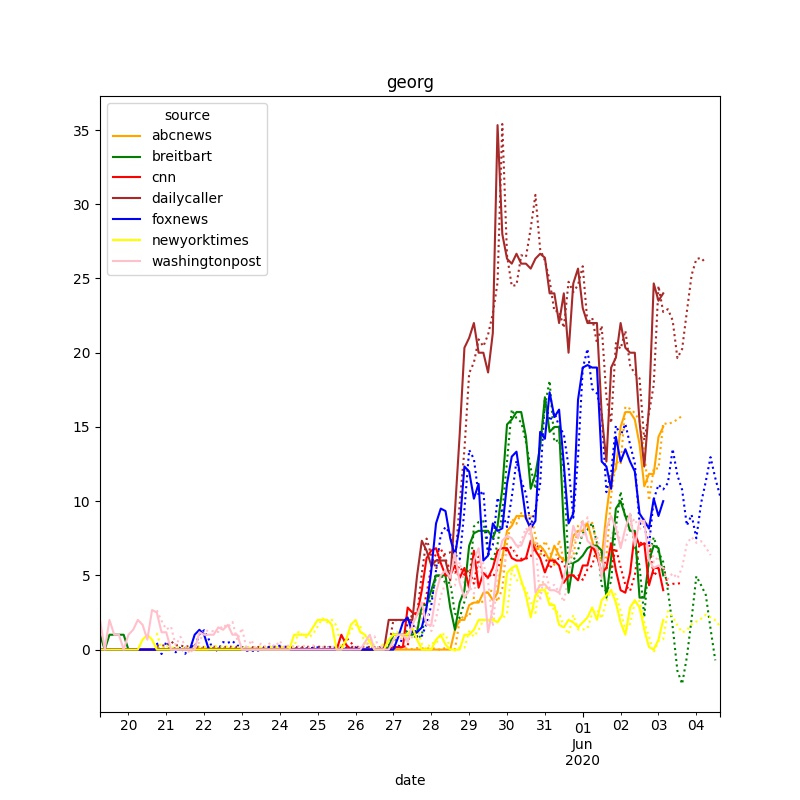 georg
source
abcnews
breitbart
cnn
dailycaller
foxnews
newyorktimes
washingtonpost
35
30
25
20
15
10
5
0
20 21 22 23 24 25 26 27 28 29 30 31 01 02 03 04
Jun
2020
date